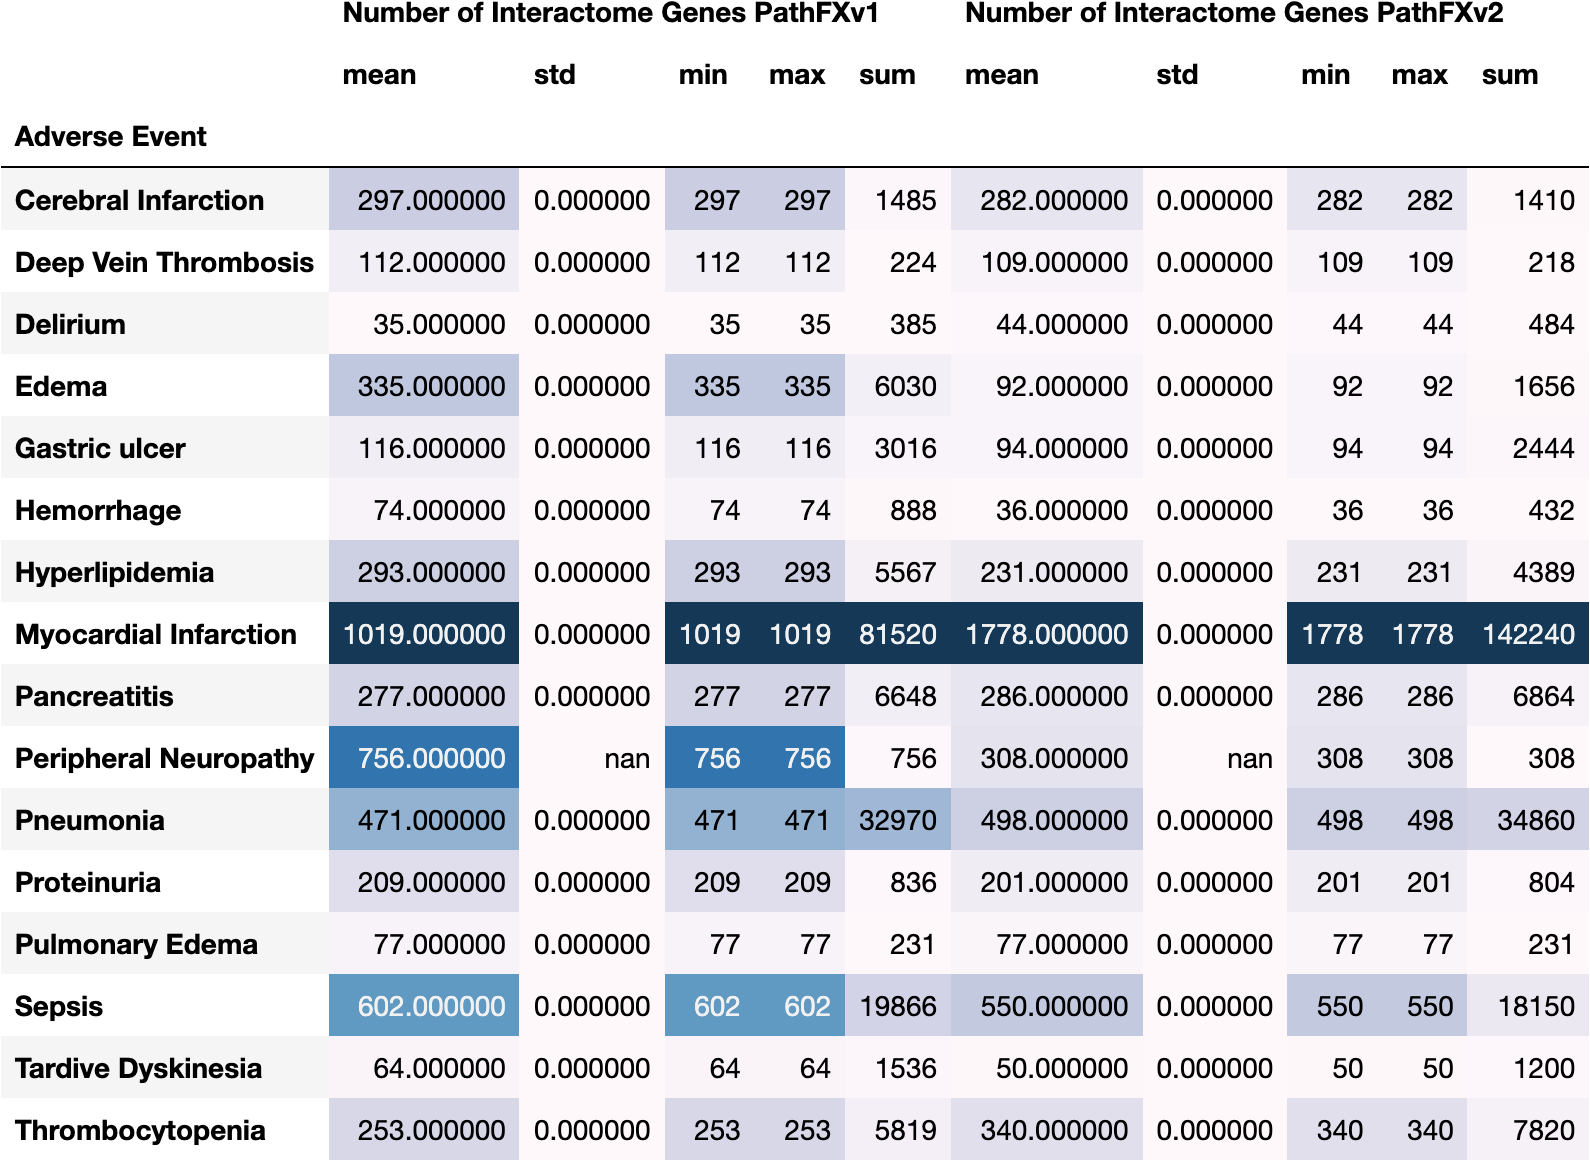 Number of Interactome Genes PathFXv1 Number of Interactome Genes PathFXv2
mean std min max sum mean std min max sum
Adverse Event
Cerebral Infarction 297.000000 0.000000 297 297 1485 282.000000 0.000000 282 282 1410
Deep Vein Thrombosis 112.000000 0.000000 112 112 224 109.000000 0.000000 109 109 218
Delirium 35.000000 0.000000 35 35 385 44.000000 0.000000 44 44 484
Edema 335.000000 0.000000 335 335 6030 92.000000 0.000000 92 92 1656
Gastric ulcer 116.000000 0.000000 116 116 3016 94.000000 0.000000 94 94 2444
Hemorrhage 74.000000 0.000000 74 74 888 36.000000 0.000000 36 36 432
Hyperlipidemia 293.000000 0.000000 293 293 5567 231.000000 0.000000 231 231 4389
Myocardial Infarction 1019.000000 0.000000 1019 1019 81520 1778.000000 0.000000 1778 1778 142240
Pancreatitis 277.000000 0.000000 277 277 6648 286.000000 0.000000 286 286 6864
Peripheral Neuropathy 756.000000 nan 756 756 756 308.000000 nan 308 308 308
Pneumonia 471.000000 0.000000 471 471 32970 498.000000 0.000000 498 498 34860
Proteinuria 209.000000 0.000000 209 209 836 201.000000 0.000000 201 201 804
Pulmonary Edema 77.000000 0.000000 77 77 231 77.000000 0.000000 77 77 231
Sepsis 602.000000 0.000000 602 602 19866 550.000000 0.000000 550 550 18150
Tardive Dyskinesia 64.000000 0.000000 64 64 1536 50.000000 0.000000 50 50 1200
Thrombocytopenia 253.000000 0.000000 253 253 5819 340.000000 0.000000 340 340 7820